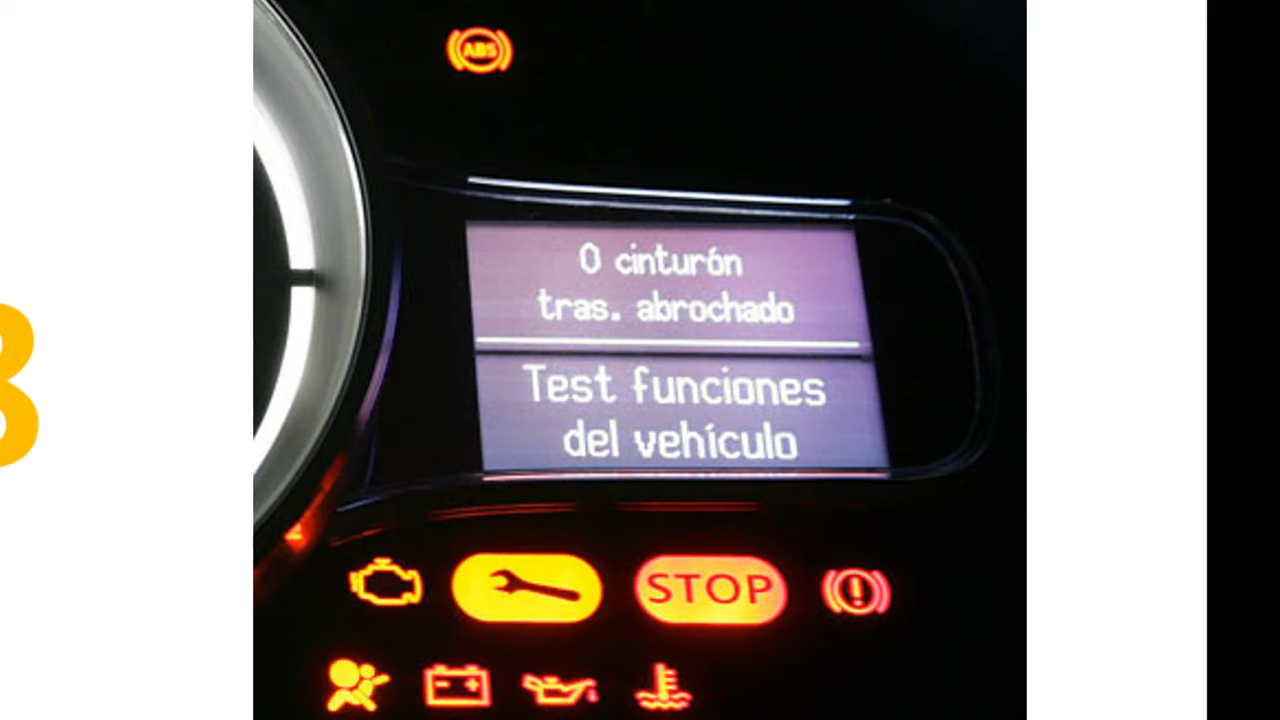 ABS
0 cinturón
tras. abrochado
Test funciones
del vehículo
STOP